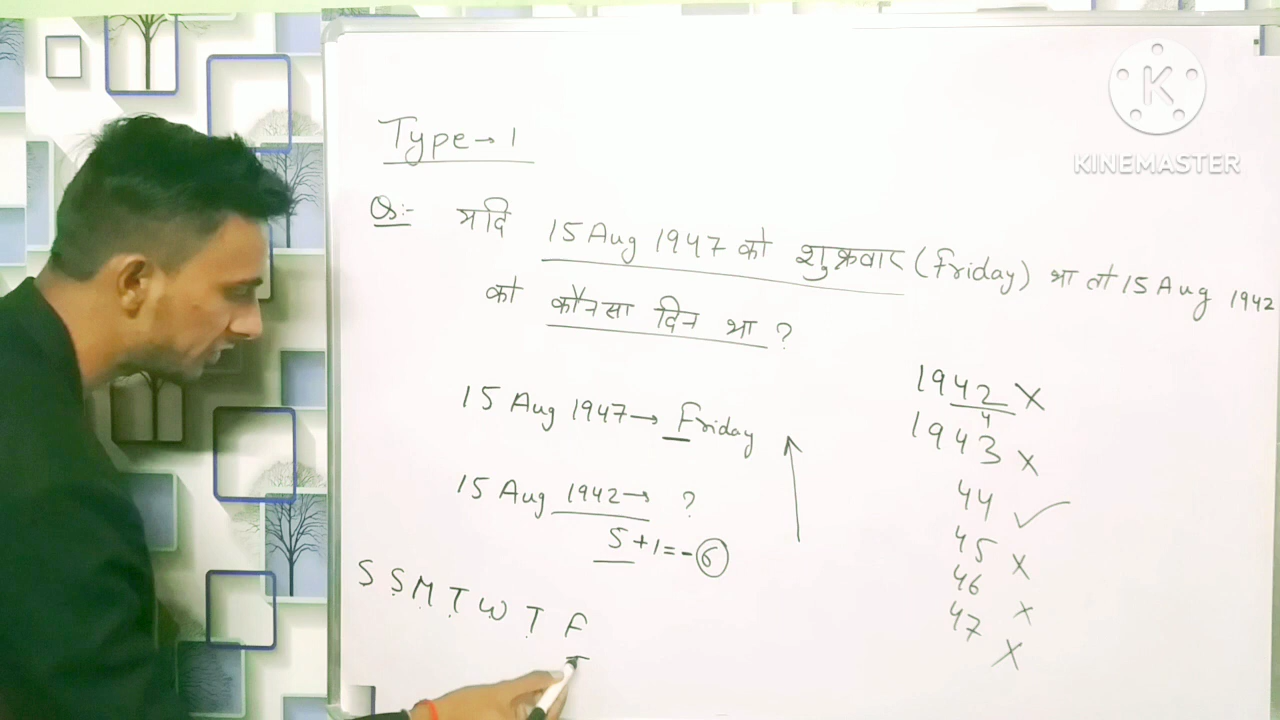 Type→ 1
Q:- यदि 15 Aug 1947 को शुक्रवार (Friday) था तो 15 Aug 1942
को कौनसा दिन था ?
15 Aug 1947→ Friday
15 Aug 1942→ ?
5+1=-6
S S M T W T F
1942 X
4
1943 X
44 ✓
45 X
46 X
47 X
K
KINEMASTER